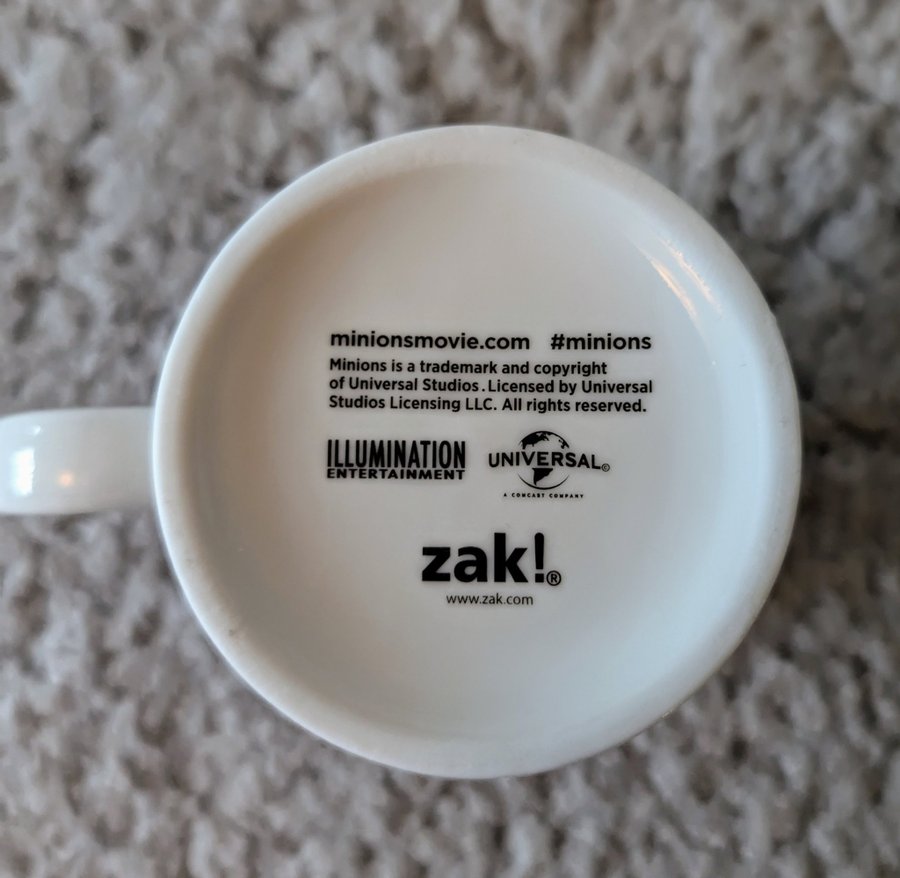 minionsmovie.com #minions
Minions is a trademark and copyright
of Universal Studios. Licensed by Universal
Studios Licensing LLC. All rights reserved.
ILLUMINATION
ENTERTAINMENT
UNIVERSAL©
A COMCAST COMPANY
zak!®
www.zak.com